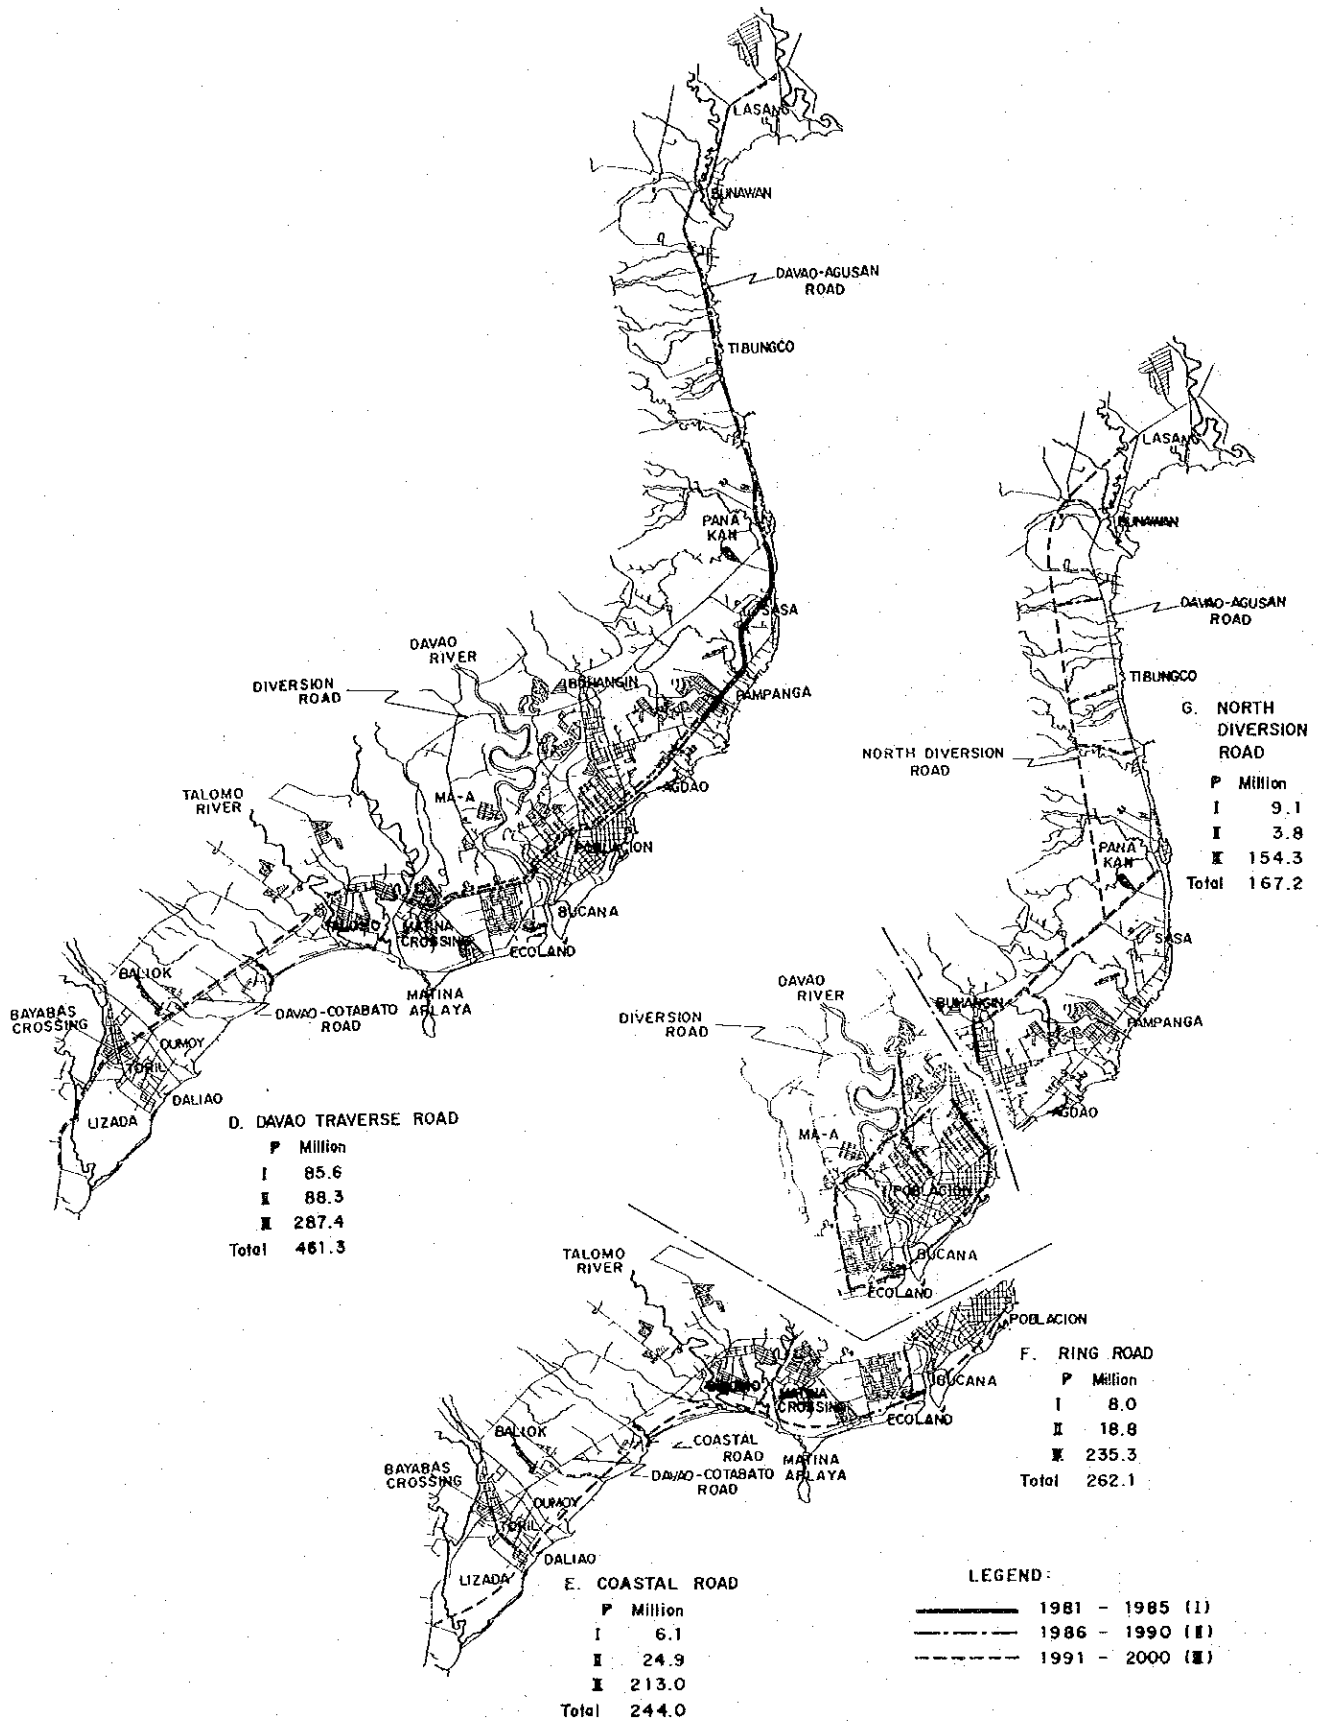 LASANG
BUNAWAN
DAVAO-AGUSAN
ROAD
TIBUNGCO
PANA
KAN
SASA
DAVAO
RIVER
DIVERSION
ROAD
BUHANGIN
PAMPANGA
TALOMO
RIVER
MA-A
AGDAO
POBLACION
BUCANA
TALOMO
MATINA
CROSSING
ECOLAND
BALIOK
MATINA
APLAYA
DAVAO-COTABATO
ROAD
BAYABAS
CROSSING
DUMOY
TORIL
DALIAO
LIZADA
D. DAVAO TRAVERSE ROAD
P Million
I 85.6
II 88.3
III 287.4
Total 461.3
LASANG
BUNAWAN
DAVAO-AGUSAN
ROAD
TIBUNGCO
G. NORTH
DIVERSION
ROAD
P Million
I 9.1
II 3.8
III 154.3
Total 167.2
NORTH DIVERSION
ROAD
PANA
KAN
SASA
DAVAO
RIVER
BUHANGIN
DIVERSION
ROAD
PAMPANGA
AGDAO
MA-A
POBLACION
BUCANA
ECOLAND
F. RING ROAD
P Million
I 8.0
II 18.8
III 235.3
Total 262.1
TALOMO
RIVER
POBLACION
BUCANA
MATINA
CROSSING
ECOLAND
BALIOK
COASTAL
ROAD
MATINA
APLAYA
DAVAO-COTABATO
ROAD
BAYABAS
CROSSING
DUMOY
TORIL
DALIAO
LIZADA
E. COASTAL ROAD
P Million
I 6.1
II 24.9
III 213.0
Total 244.0
LEGEND:
1981 - 1985 (I)
1986 - 1990 (II)
1991 - 2000 (III)